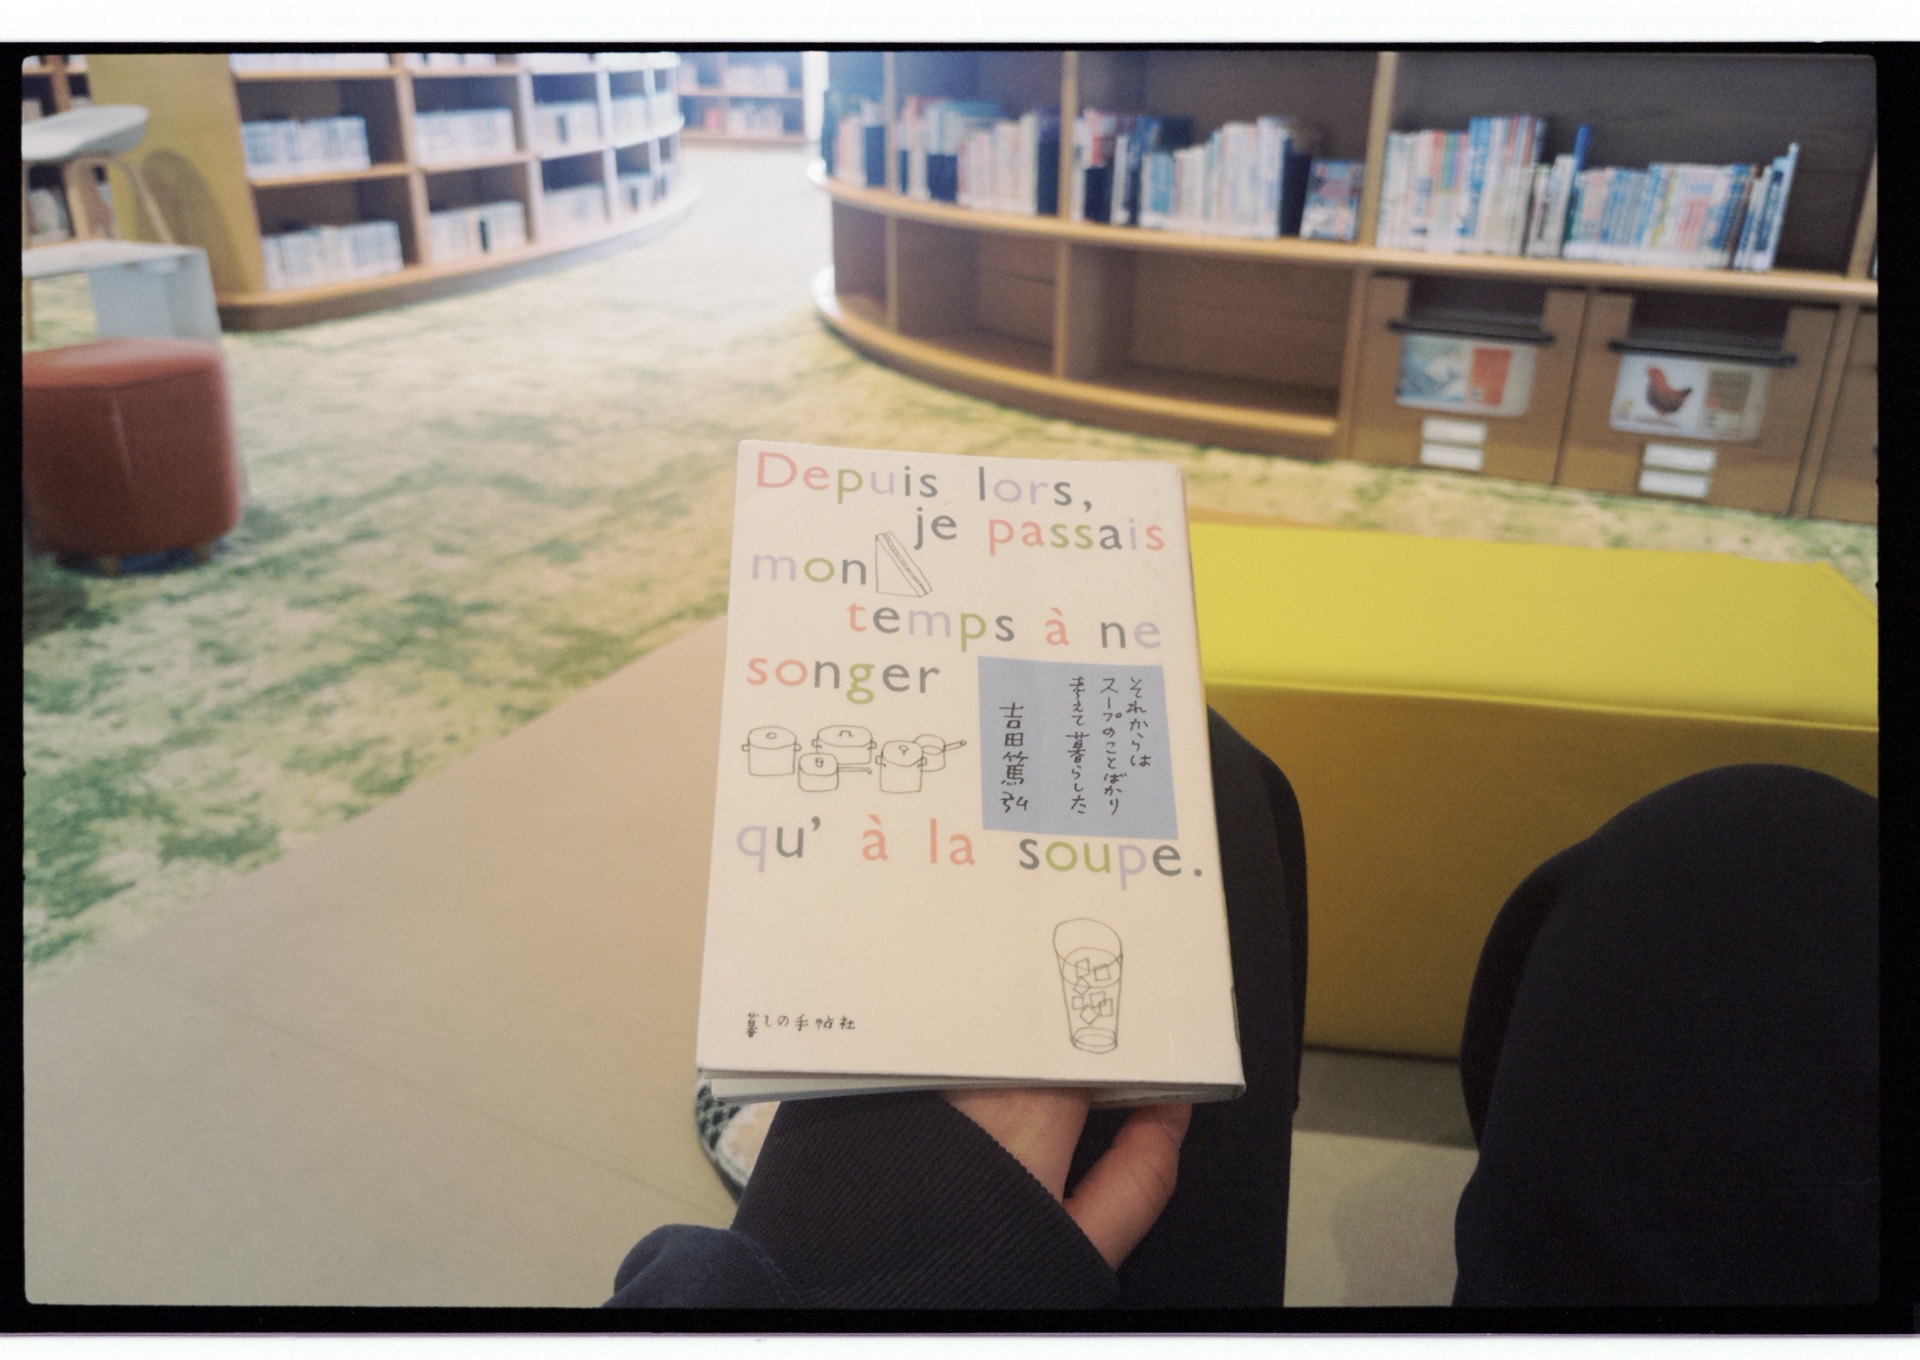 Depuis lors,
je passais
mon
temps à ne
songer
それからは
スープのことばかり
考えて暮らした
吉田篤弘
qu’ à la soupe.
暮しの手帖社